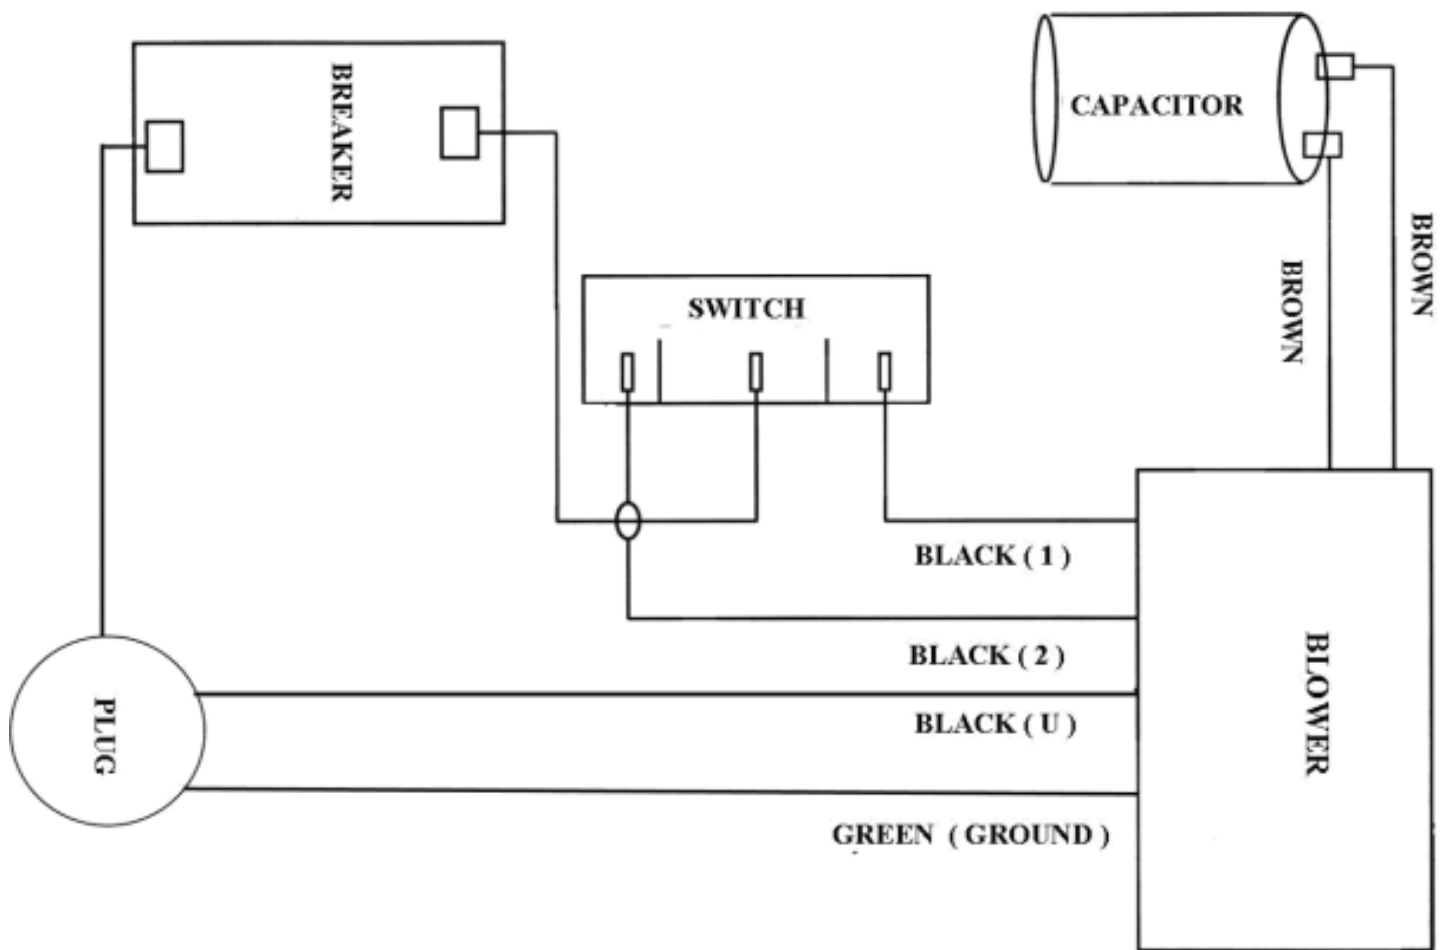 BREAKER
CAPACITOR
SWITCH
BROWN
BROWN
BLACK ( 1 )
BLACK ( 2 )
BLACK ( U )
GREEN ( GROUND )
PLUG
BLOWER